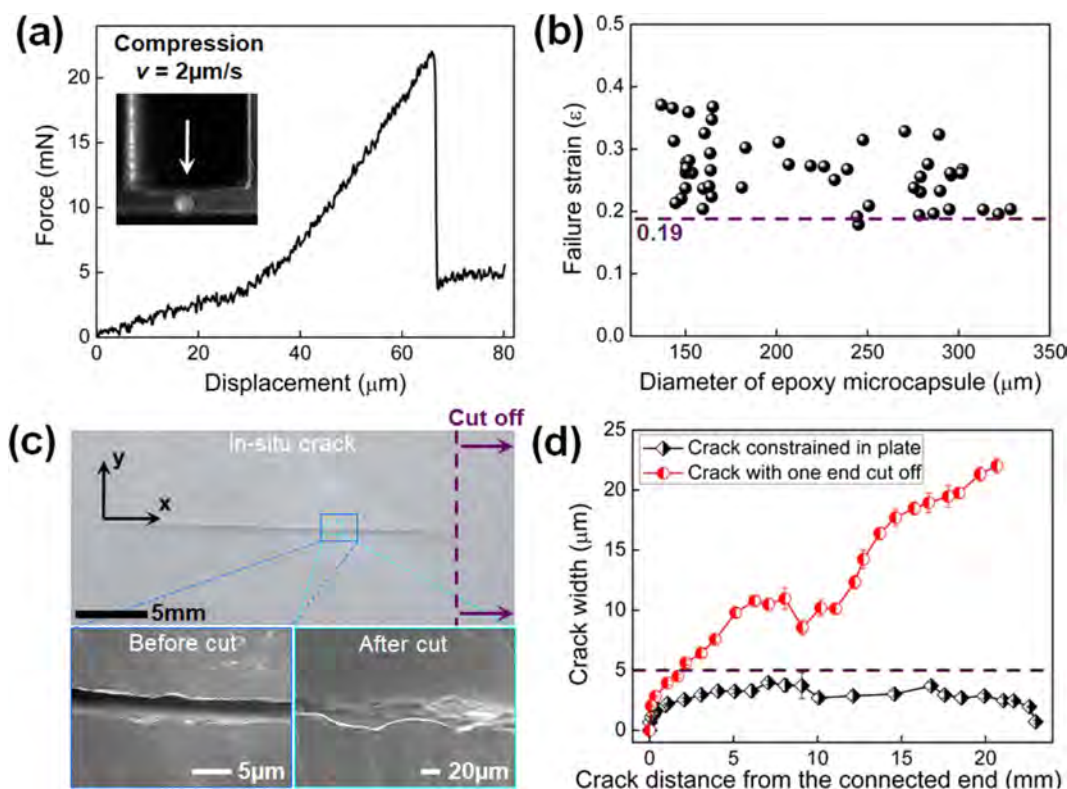 (a)
Compression
v = 2μm/s
Force (mN)
20
15
10
5
0
0
20
40
60
80
Displacement (μm)
(b)
Failure strain (ε)
0.5
0.4
0.3
0.2
0.1
0.0
0.19
150
200
250
300
350
Diameter of epoxy microcapsule (μm)
(c)
In-situ crack
Cut off
y
x
5mm
Before cut
After cut
5μm
20μm
(d)
Crack constrained in plate
Crack with one end cut off
Crack width (μm)
25
20
15
10
5
0
0
5
10
15
20
Crack distance from the connected end (mm)